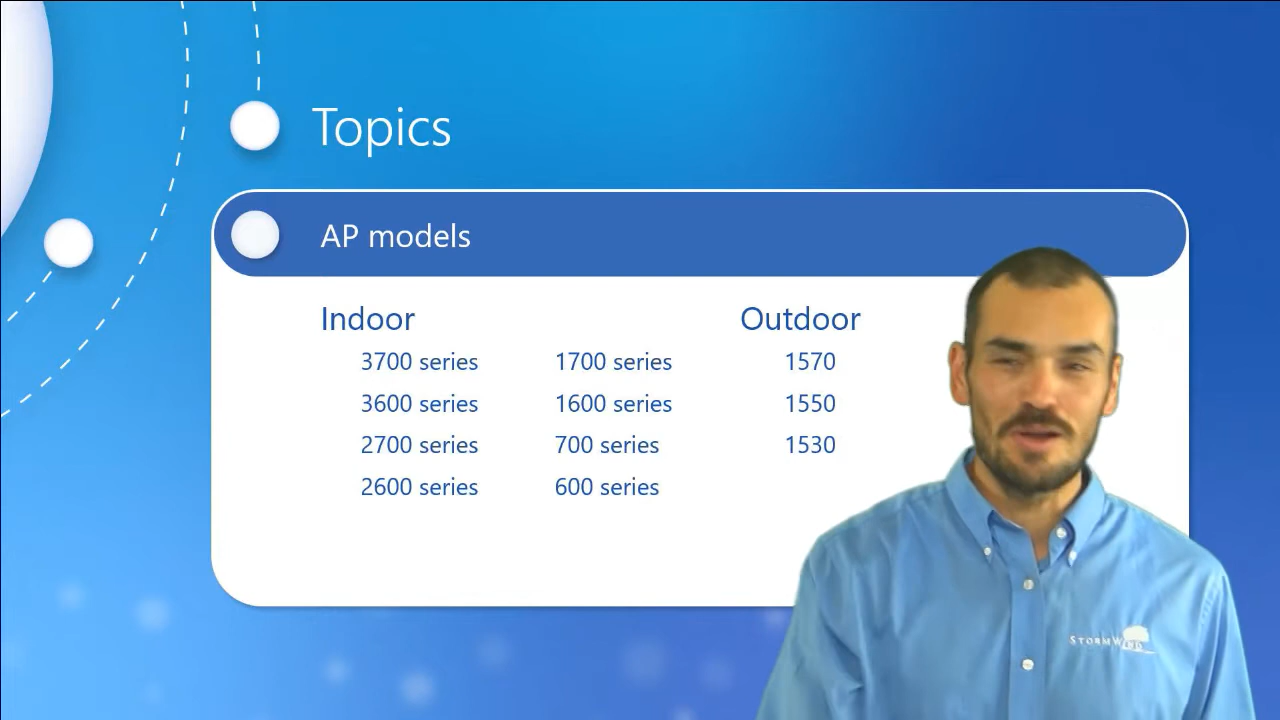 Topics
AP models
Indoor
Outdoor
3700 series
1700 series
1570
3600 series
1600 series
1550
2700 series
700 series
1530
2600 series
600 series
STORMWIND